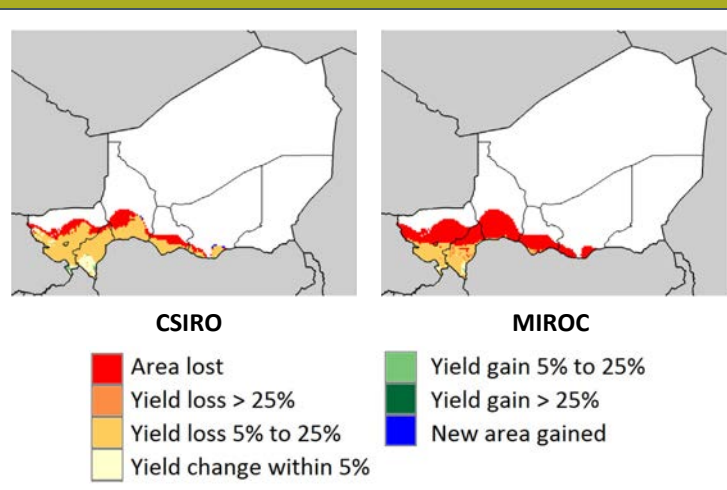 CSIRO
MIROC
Area lost
Yield loss > 25%
Yield loss 5% to 25%
Yield change within 5%
Yield gain 5% to 25%
Yield gain > 25%
New area gained